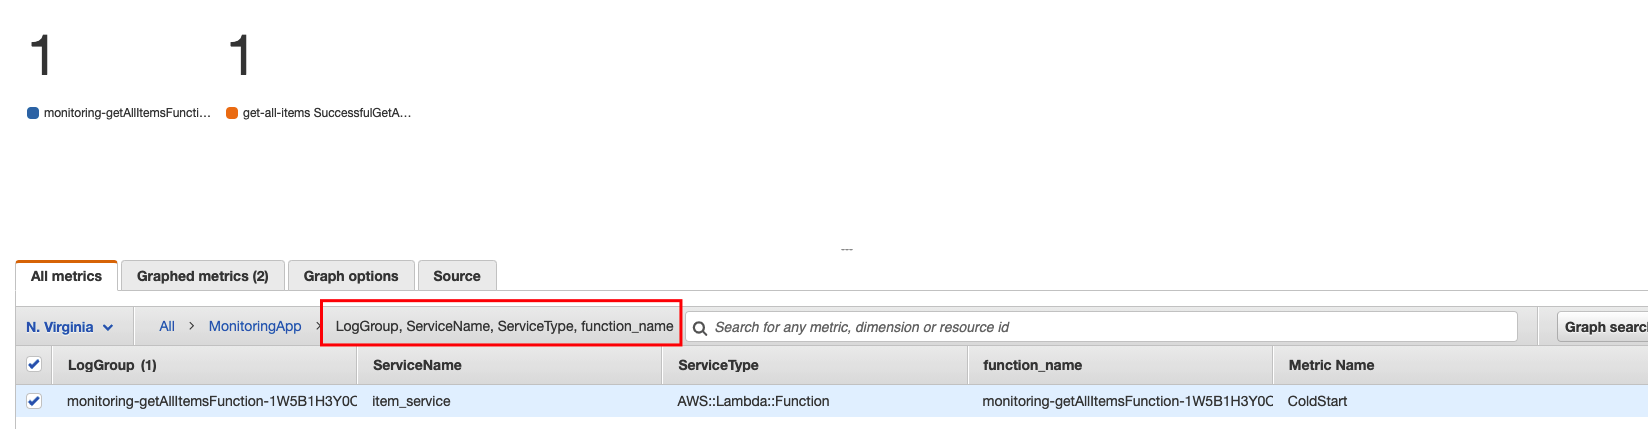 1 1
monitoring-getAllItemsFuncti... get-all-items SuccessfulGetA...
All metrics Graphed metrics (2) Graph options Source
N. Virginia All > MonitoringApp > LogGroup, ServiceName, ServiceType, function_name Search for any metric, dimension or resource id Graph searc
LogGroup (1) ServiceName ServiceType function_name Metric Name
monitoring-getAllItemsFunction-1W5B1H3Y0C item_service AWS::Lambda::Function monitoring-getAllItemsFunction-1W5B1H3Y0C ColdStart